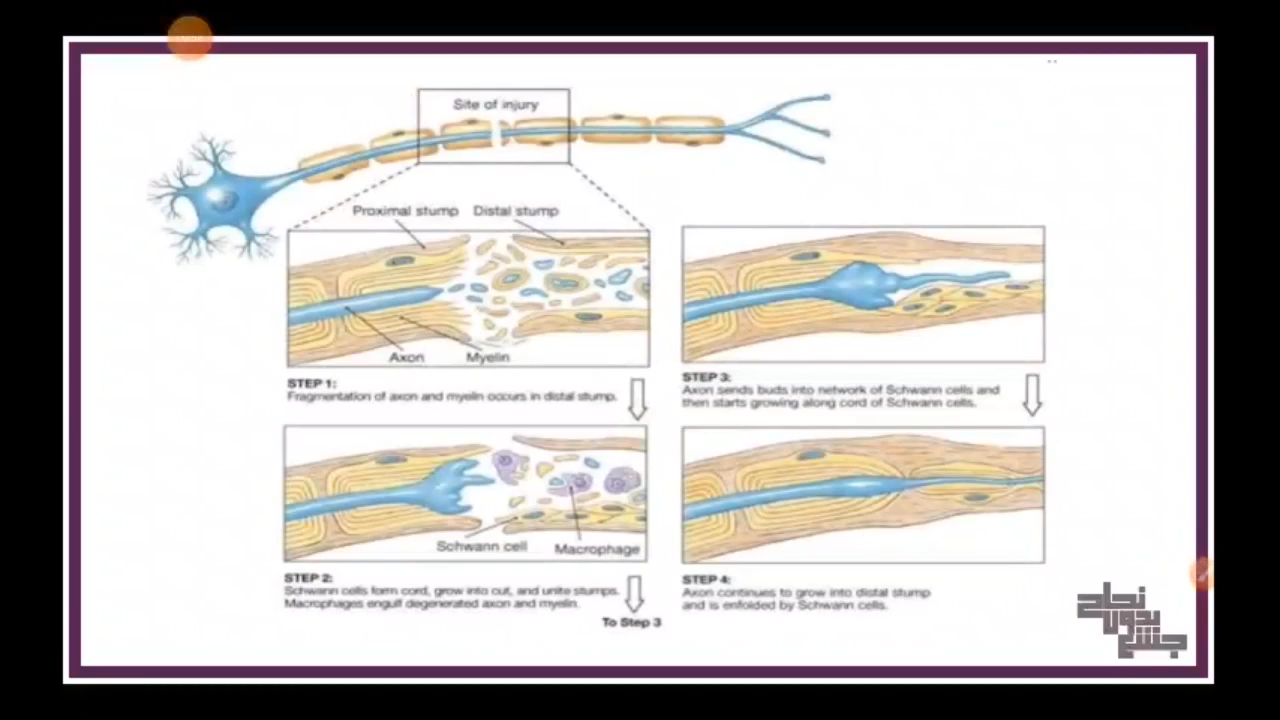 Site of injury
Proximal stump Distal stump
Axon Myelin
STEP 1:
Fragmentation of axon and myelin occurs in distal stump.
Schwann cell Macrophage
STEP 2:
Schwann cells form cord, grow into cut, and unite stumps.
Macrophages engulf degenerated axon and myelin.
To Step 3
STEP 3:
Axon sends buds into network of Schwann cells and
then starts growing along cord of Schwann cells.
STEP 4:
Axon continues to grow into distal stump
and is enfolded by Schwann cells.
نجاح
بدون
جشع